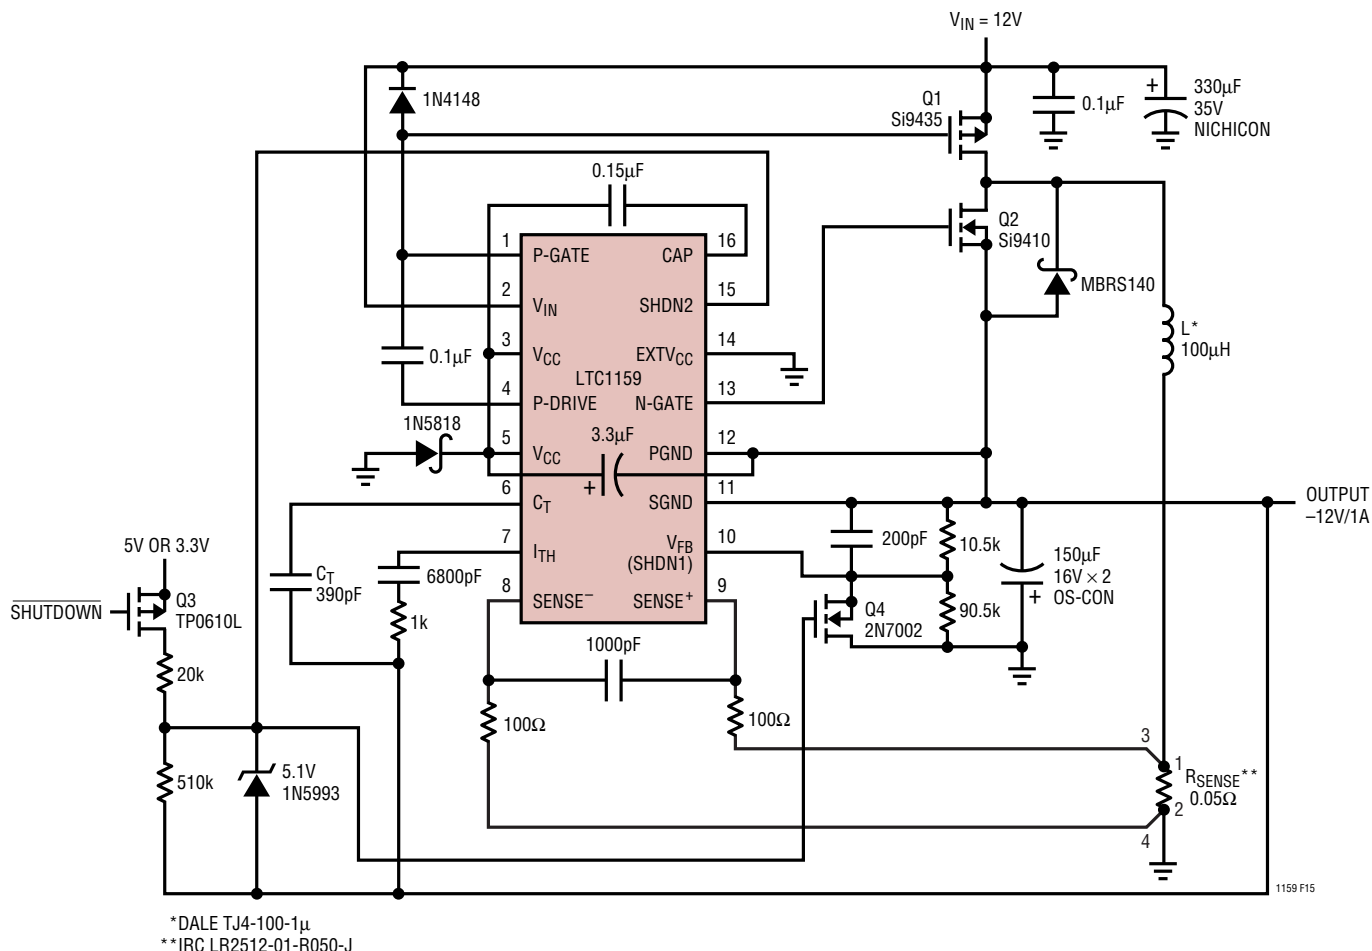 V_IN = 12V
1N4148
Q1
Si9435
0.1μF
+
330μF
35V
NICHICON
0.15μF
Q2
Si9410
MBRS140
L*
100μH
1
P-GATE
CAP
16
2
V_IN
SHDN2
15
3
V_CC
EXTV_CC
14
LTC1159
4
P-DRIVE
N-GATE
13
5
V_CC
PGND
12
6
C_T
SGND
11
7
I_TH
V_FB
(SHDN1)
10
8
SENSE–
SENSE+
9
0.1μF
1N5818
3.3μF
+
OUTPUT
–12V/1A
200pF
10.5k
150μF
16V × 2
OS-CON
+
90.5k
Q4
2N7002
5V OR 3.3V
SHUTDOWN
Q3
TP0610L
C_T
390pF
6800pF
1k
1000pF
20k
100Ω
100Ω
510k
5.1V
1N5993
3
1
R_SENSE**
0.05Ω
2
4
1159 F15
*DALE TJ4-100-1μ
**IRC LR2512-01-R050-J